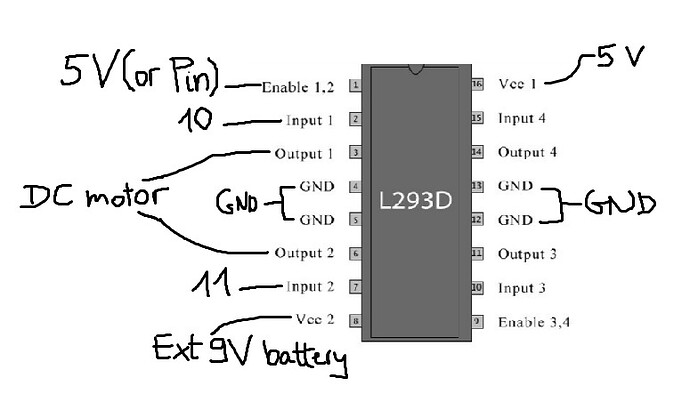 5V (or Pin) Enable 1,2 1 16 Vcc 1 5 V
10 Input 1 2 15 Input 4
Output 1 3 14 Output 4
DC motor GND GND 4 L293D 13 GND GND
GND 5 12 GND
Output 2 6 11 Output 3
11 Input 2 7 10 Input 3
Vcc 2 8 9 Enable 3,4
Ext 9V battery